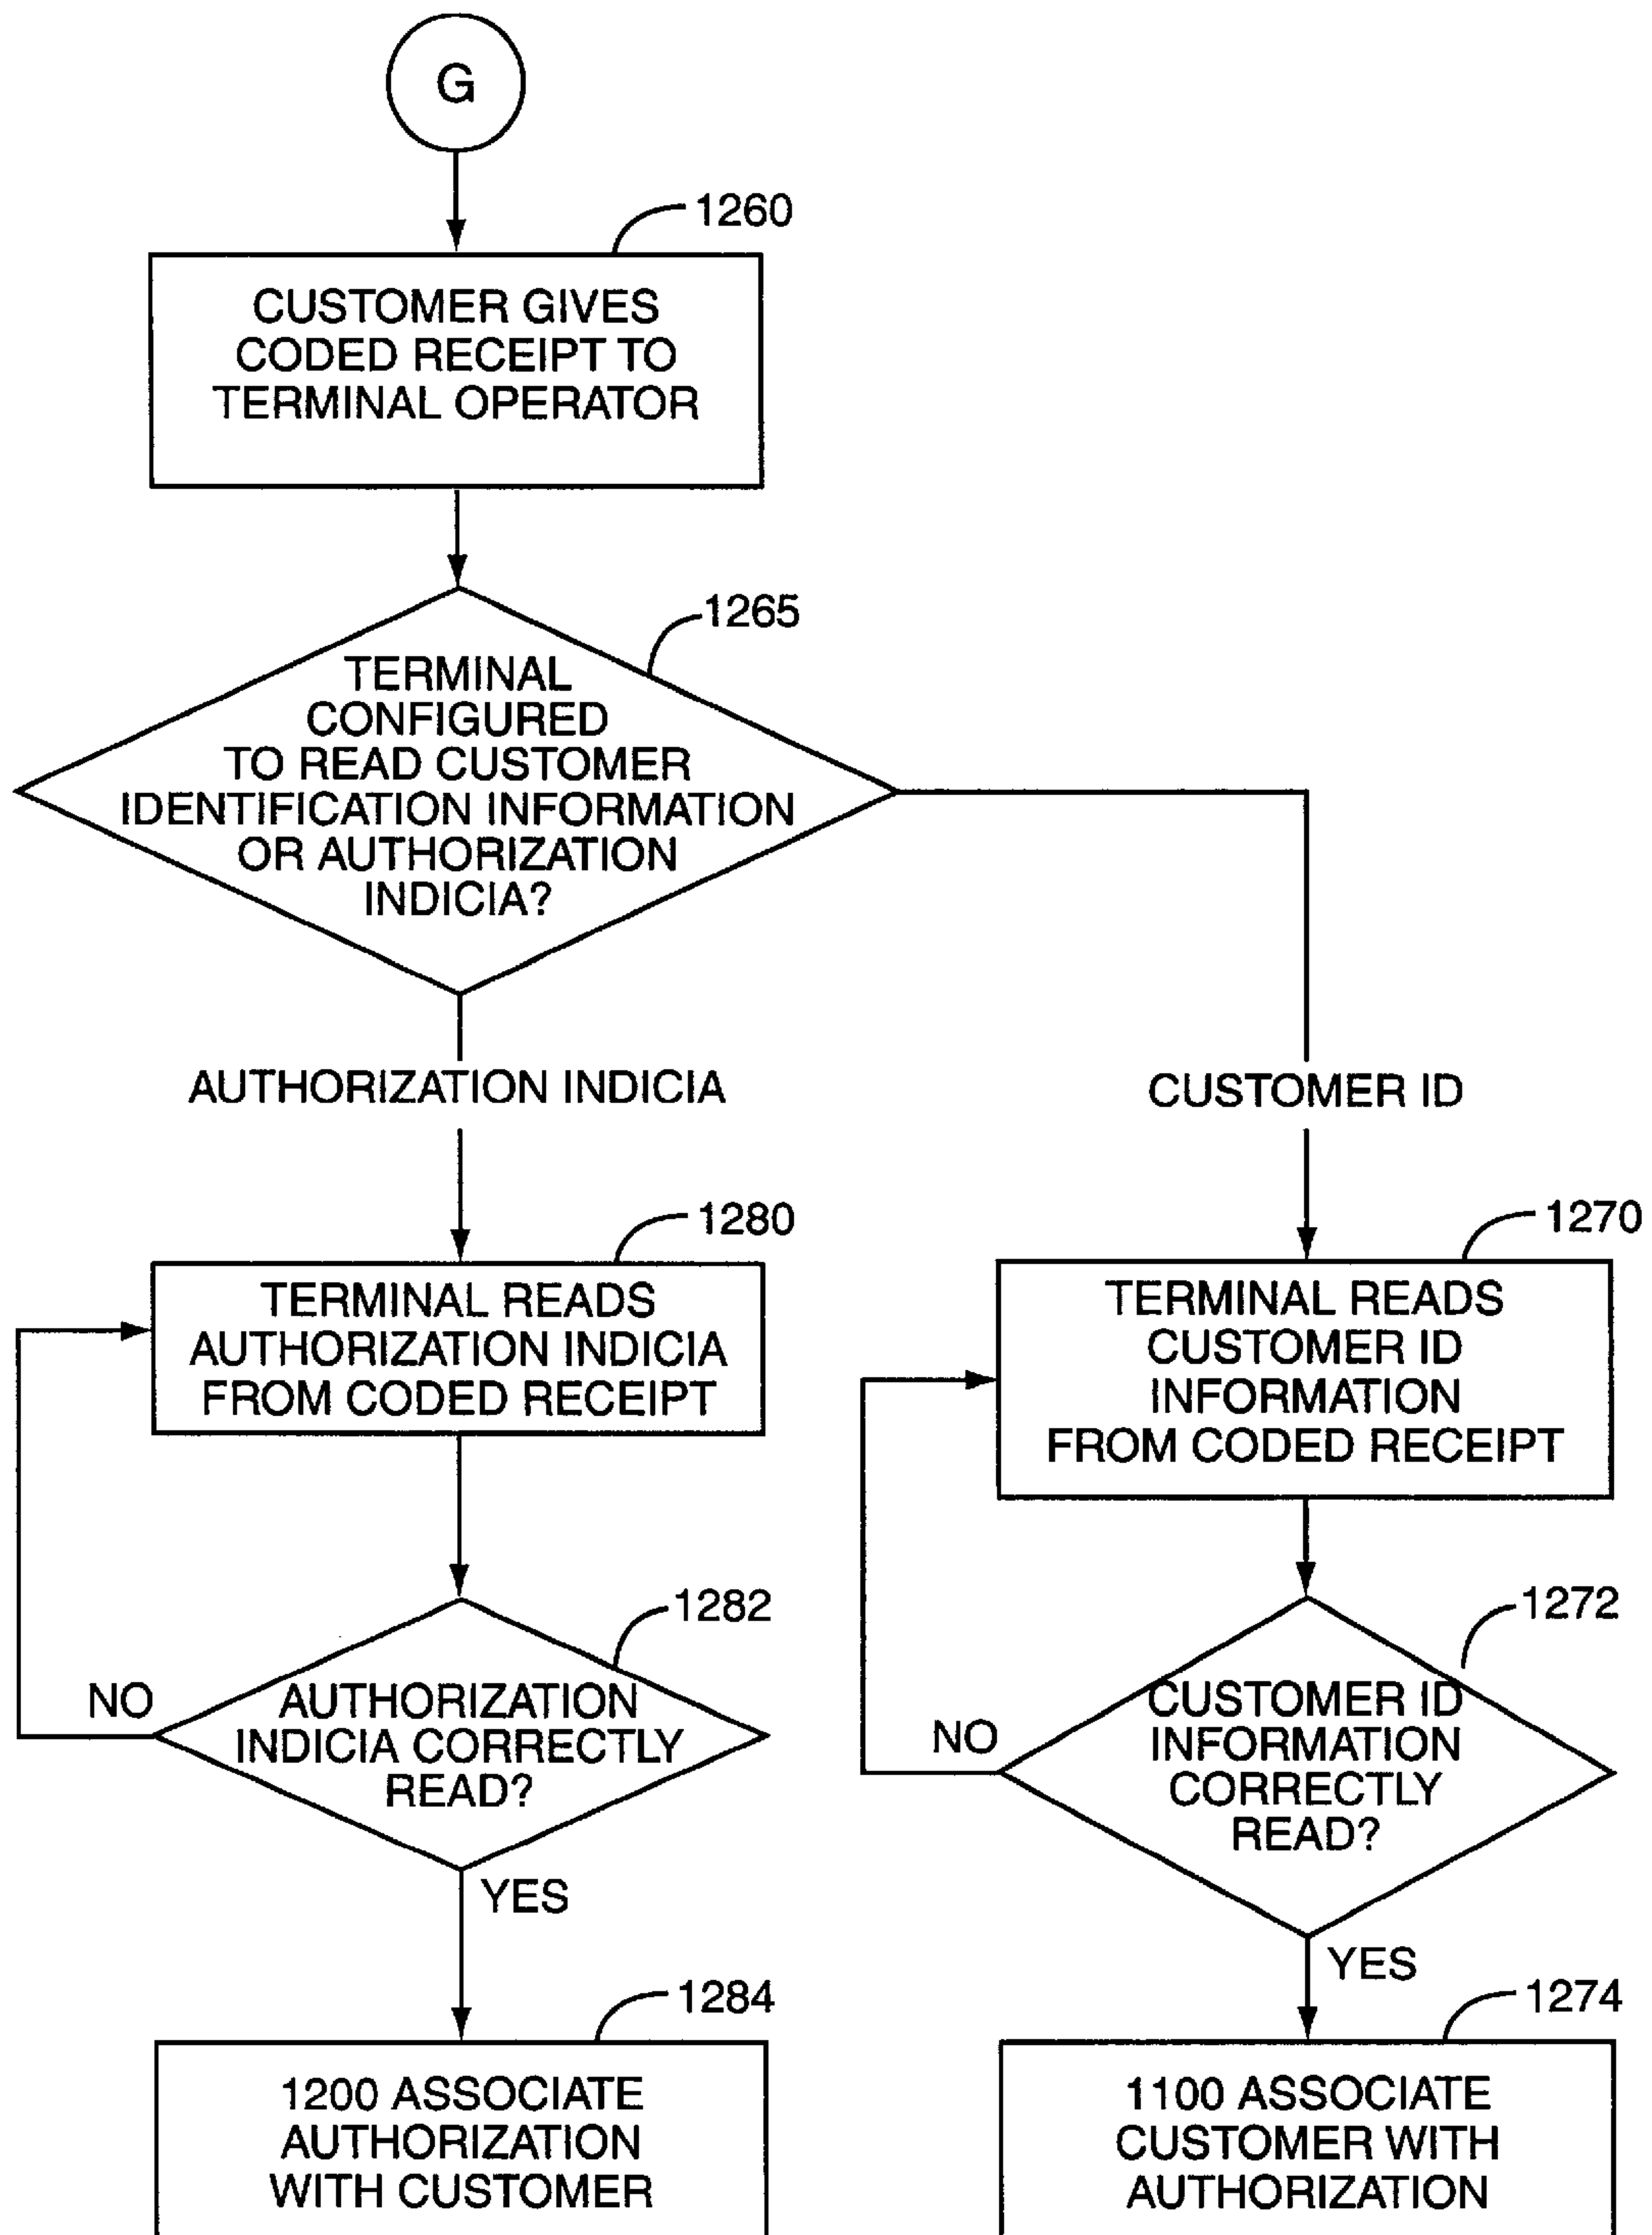 G
1260
CUSTOMER GIVES
CODED RECEIPT TO
TERMINAL OPERATOR
1265
TERMINAL
CONFIGURED
TO READ CUSTOMER
IDENTIFICATION INFORMATION
OR AUTHORIZATION
INDICIA?
AUTHORIZATION INDICIA
CUSTOMER ID
1280
TERMINAL READS
AUTHORIZATION INDICIA
FROM CODED RECEIPT
1270
TERMINAL READS
CUSTOMER ID
INFORMATION
FROM CODED RECEIPT
1282
NO
AUTHORIZATION
INDICIA CORRECTLY
READ?
YES
1272
NO
CUSTOMER ID
INFORMATION
CORRECTLY
READ?
YES
1284
1200 ASSOCIATE
AUTHORIZATION
WITH CUSTOMER
1274
1100 ASSOCIATE
CUSTOMER WITH
AUTHORIZATION